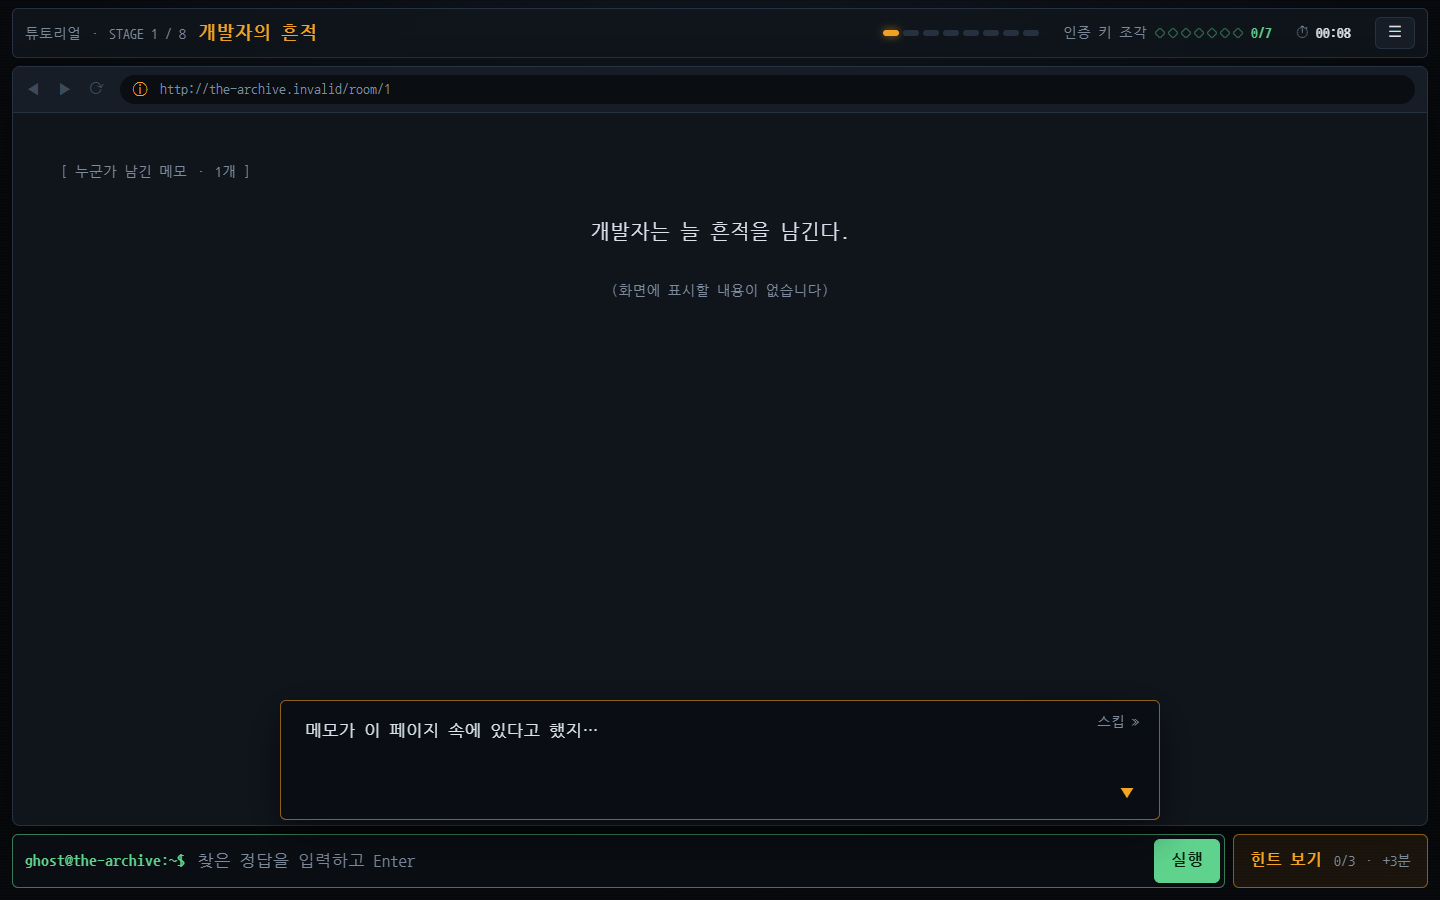 튜토리얼 · STAGE 1 / 8 개발자의 흔적
인증 키 조각 ◇◇◇◇◇◇◇ 0/7 ⏱ 00:08 ☰
◀ ▶ ⟳ ⓘ http://the-archive.invalid/room/1
[ 누군가 남긴 메모 · 1개 ]
개발자는 늘 흔적을 남긴다.
(화면에 표시할 내용이 없습니다)
메모가 이 페이지 속에 있다고 했지…
스킵 »
▼
ghost@the-archive:~$ 찾은 정답을 입력하고 Enter
실행
힌트 보기 0/3 · +3분